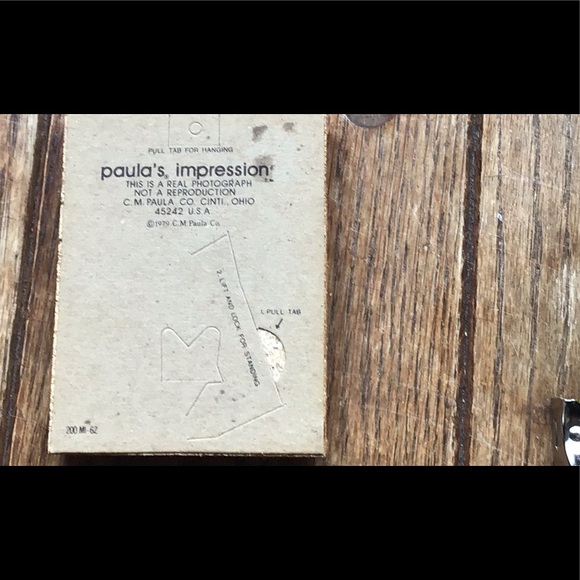 PULL TAB FOR HANGING
paula's impression
THIS IS A REAL PHOTOGRAPH
NOT A REPRODUCTION
C.M. PAULA CO. CINTI., OHIO
45242 U.S.A.
©1979 C.M. Paula Co.
2. LIFT AND LOCK FOR STANDING
1. PULL TAB
200 MI-62